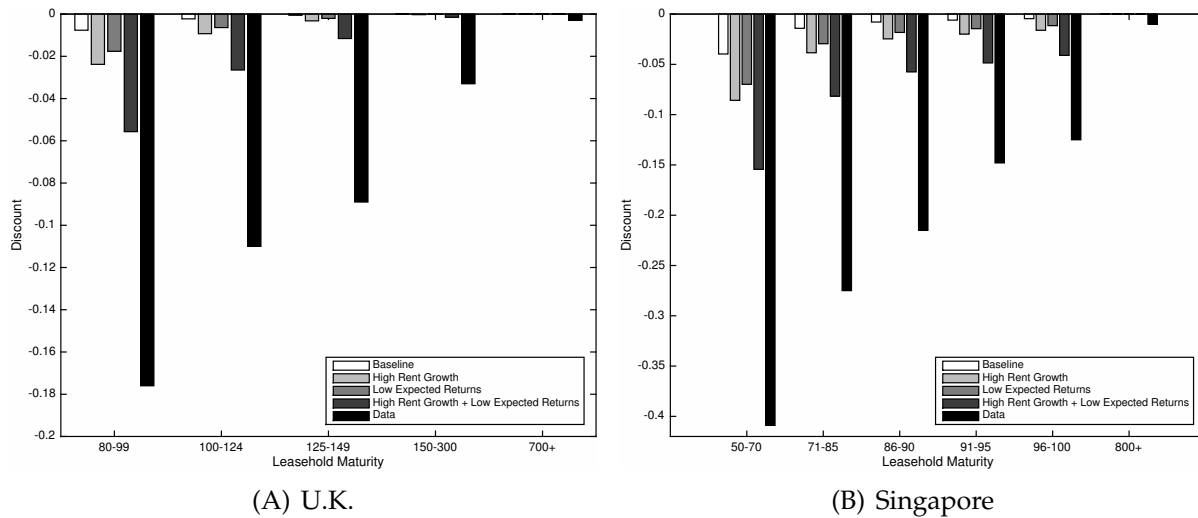 0
-0.02
-0.04
-0.06
-0.08
-0.1
-0.12
-0.14
-0.16
-0.18
-0.2
Discount
Baseline
High Rent Growth
Low Expected Returns
High Rent Growth + Low Expected Returns
Data
80-99 100-124 125-149 150-300 700+
Leasehold Maturity
(A) U.K.
0
-0.05
-0.1
-0.15
-0.2
-0.25
-0.3
-0.35
-0.4
Discount
Baseline
High Rent Growth
Low Expected Returns
High Rent Growth + Low Expected Returns
Data
50-70 71-85 86-90 91-95 96-100 800+
Leasehold Maturity
(B) Singapore